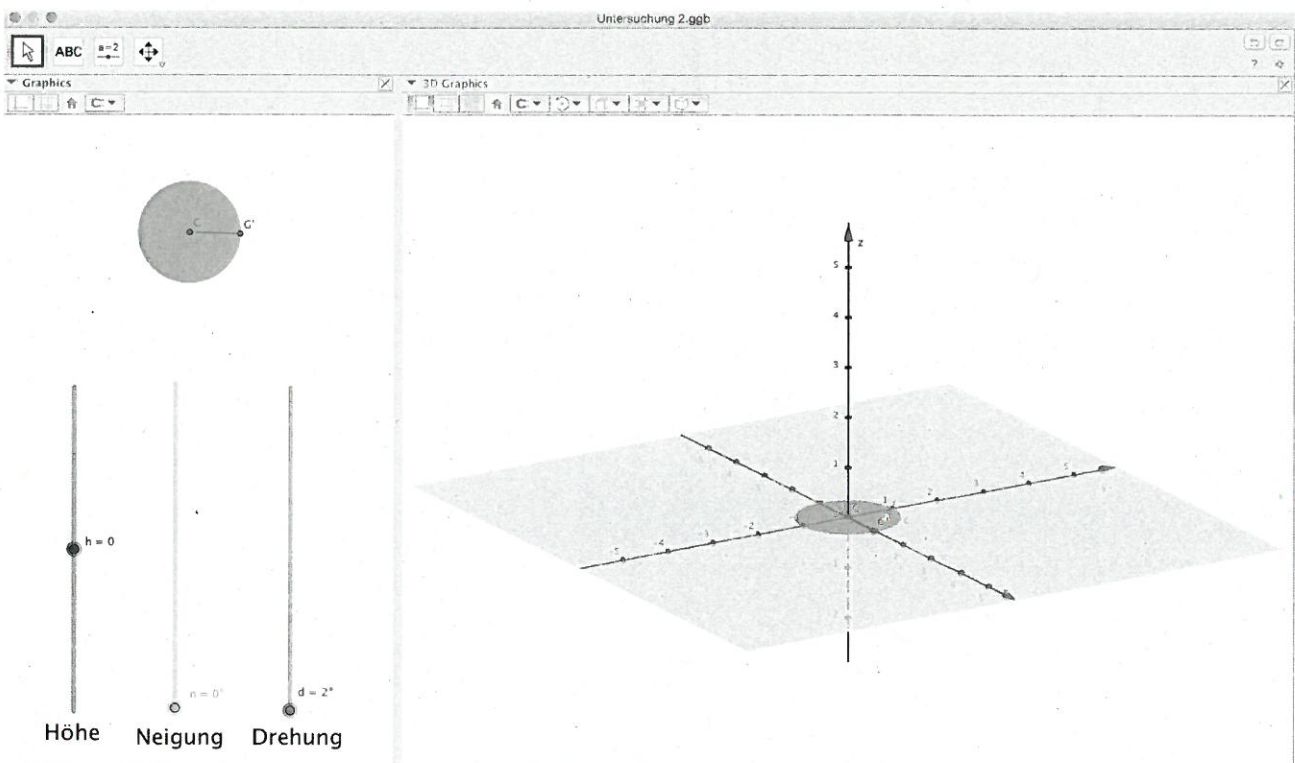 Untersuchung 2.ggb
ABC
a=2
?
Graphics
3D Graphics
C
G'
z
5
4
3
2
1
1
2
3
4
5
-2
-3
-4
-5
h = 0
n = 0°
d = 2°
Höhe
Neigung
Drehung